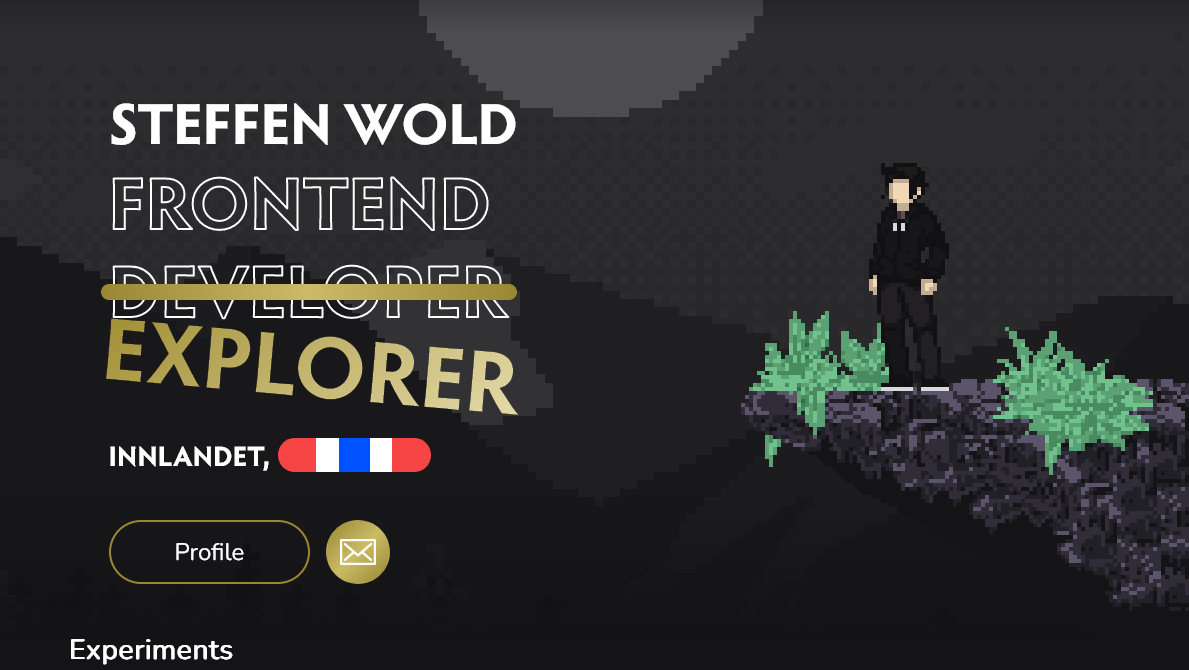 STEFFEN WOLD
FRONTEND
DEVELOPER
EXPLORER
INNLANDET,
Profile
Experiments